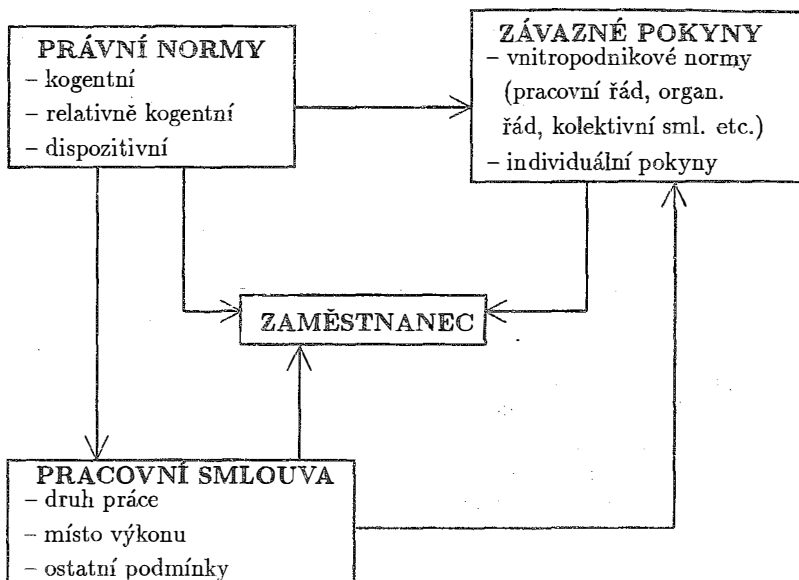 PRÁVNÍ NORMY
– kogentní
– relativně kogentní
– dispozitivní
ZÁVAZNÉ POKYNY
– vnitropodnikové normy
(pracovní řád, organ.
řád, kolektivní sml. etc.)
– individuální pokyny
ZAMĚSTNANEC
PRACOVNÍ SMLOUVA
– druh práce
– místo výkonu
– ostatní podmínky